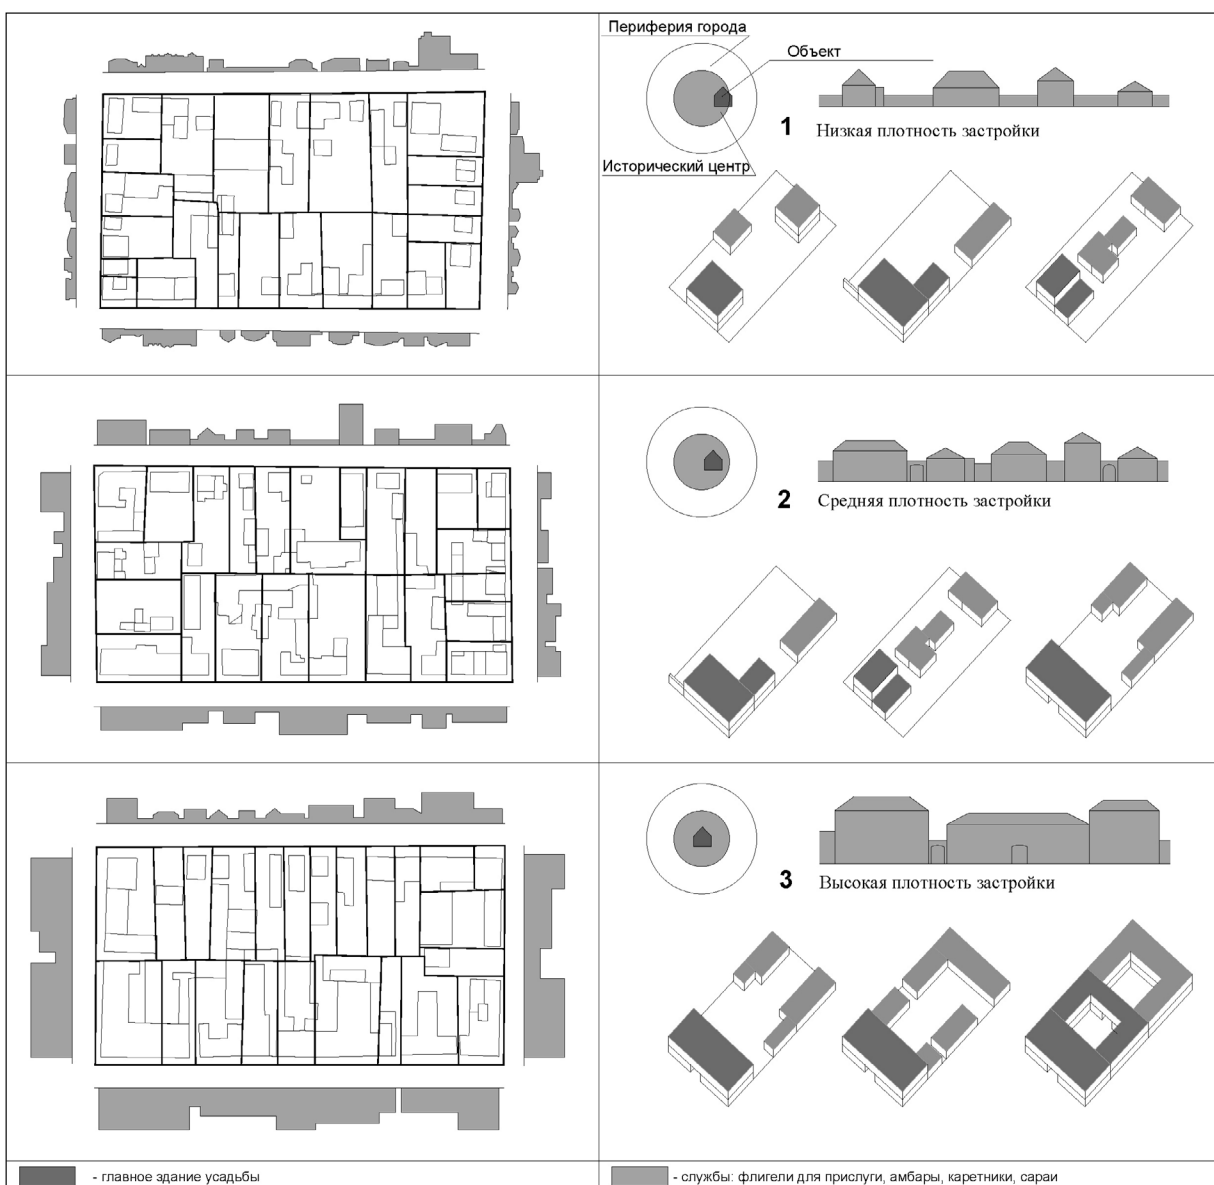 Периферия города
Объект
1 Низкая плотность застройки
Исторический центр
2 Средняя плотность застройки
3 Высокая плотность застройки
- главное здание усадьбы
- службы: флигели для прислуги, амбары, каретники, сараи